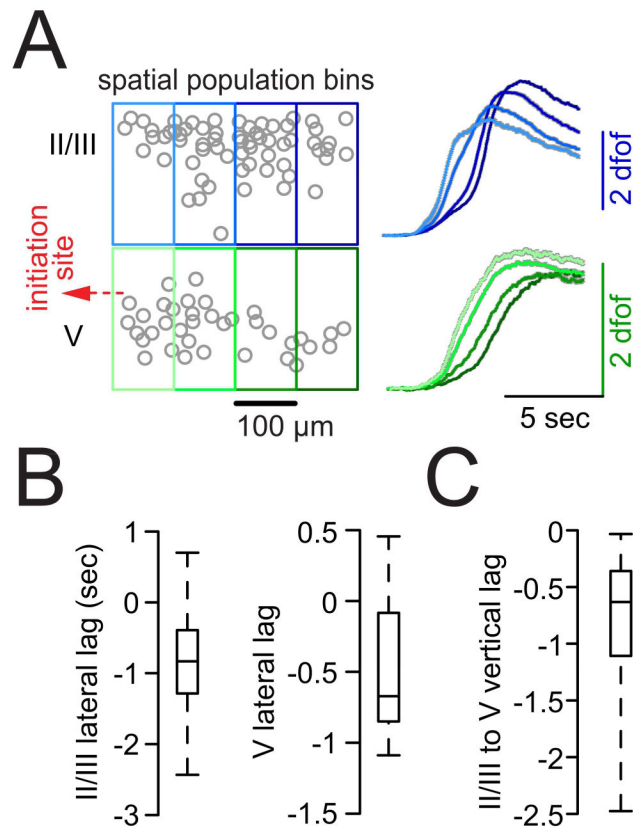 A
spatial population bins
II/III
2 dfof
initiation
site
V
2 dfof
100 µm
5 sec
B
C
II/III lateral lag (sec)
1
0
-1
-2
-3
V lateral lag
0.5
0
-0.5
-1
-1.5
II/III to V vertical lag
0
-0.5
-1
-1.5
-2
-2.5